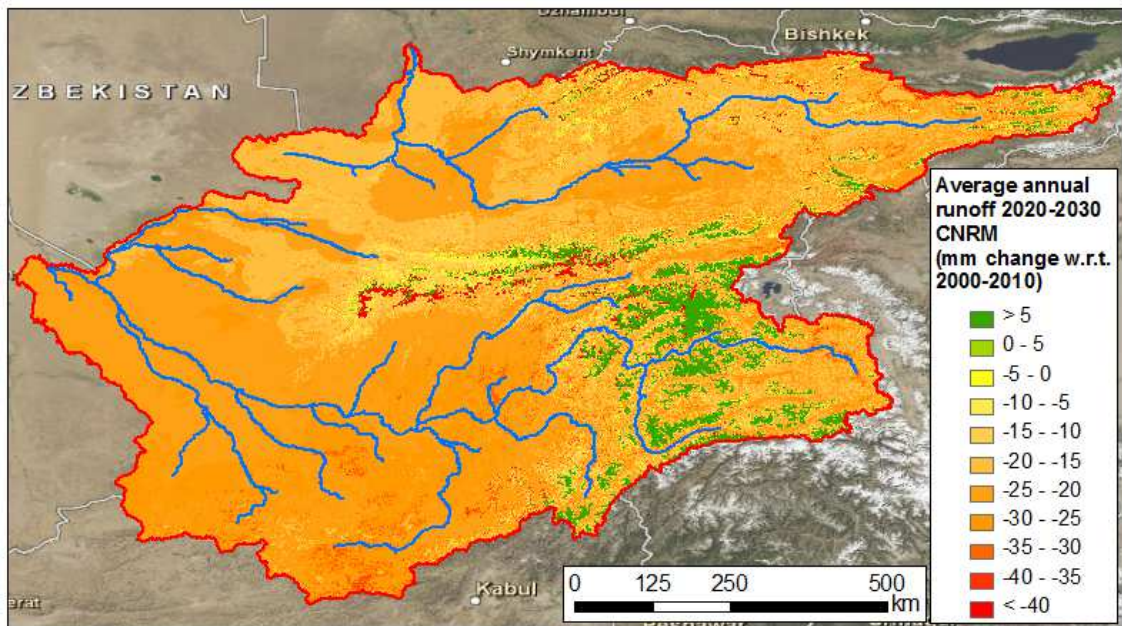 Bishkek
Shymkent
ZBEKISTAN
Average annual
runoff 2020-2030
CNRM
(mm change w.r.t.
2000-2010)
> 5
0 - 5
-5 - 0
-10 - -5
-15 - -10
-20 - -15
-25 - -20
-30 - -25
-35 - -30
-40 - -35
< -40
Kabul
erat
0 125 250 500
km